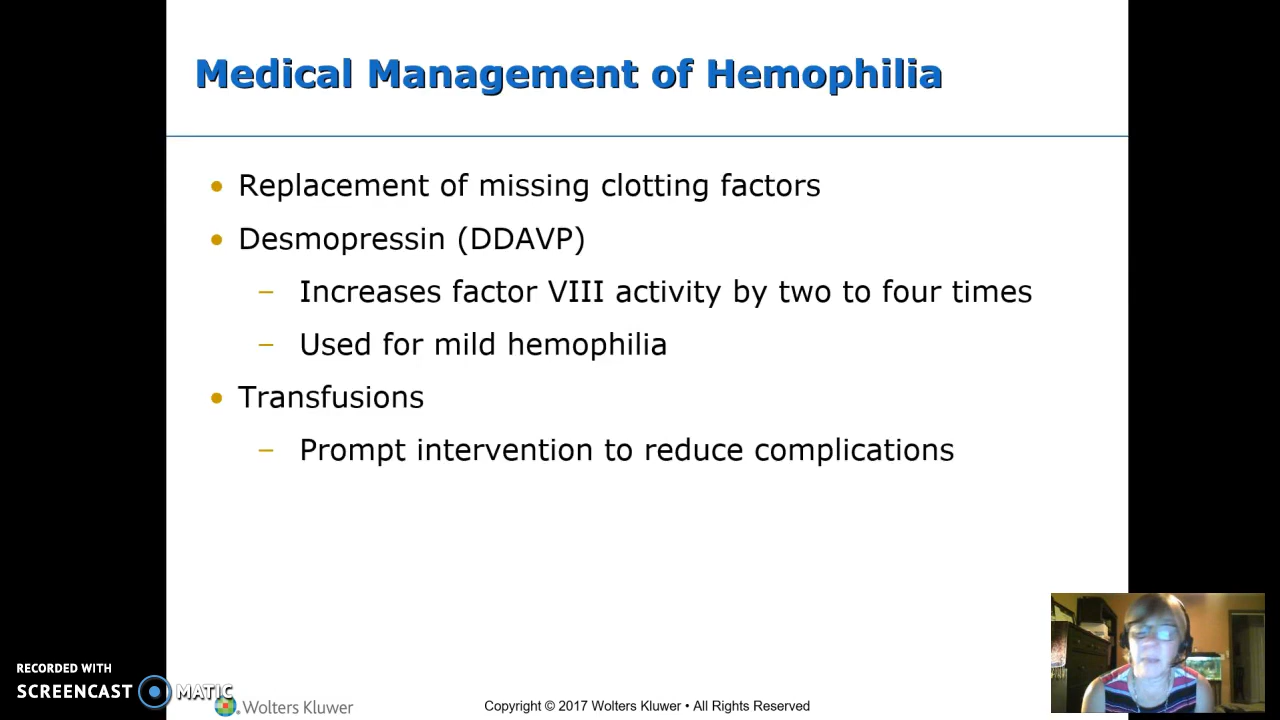 Medical Management of Hemophilia
• Replacement of missing clotting factors
• Desmopressin (DDAVP)
– Increases factor VIII activity by two to four times
– Used for mild hemophilia
• Transfusions
– Prompt intervention to reduce complications
RECORDED WITH
SCREENCAST MATIC
Wolters Kluwer
Copyright © 2017 Wolters Kluwer • All Rights Reserved